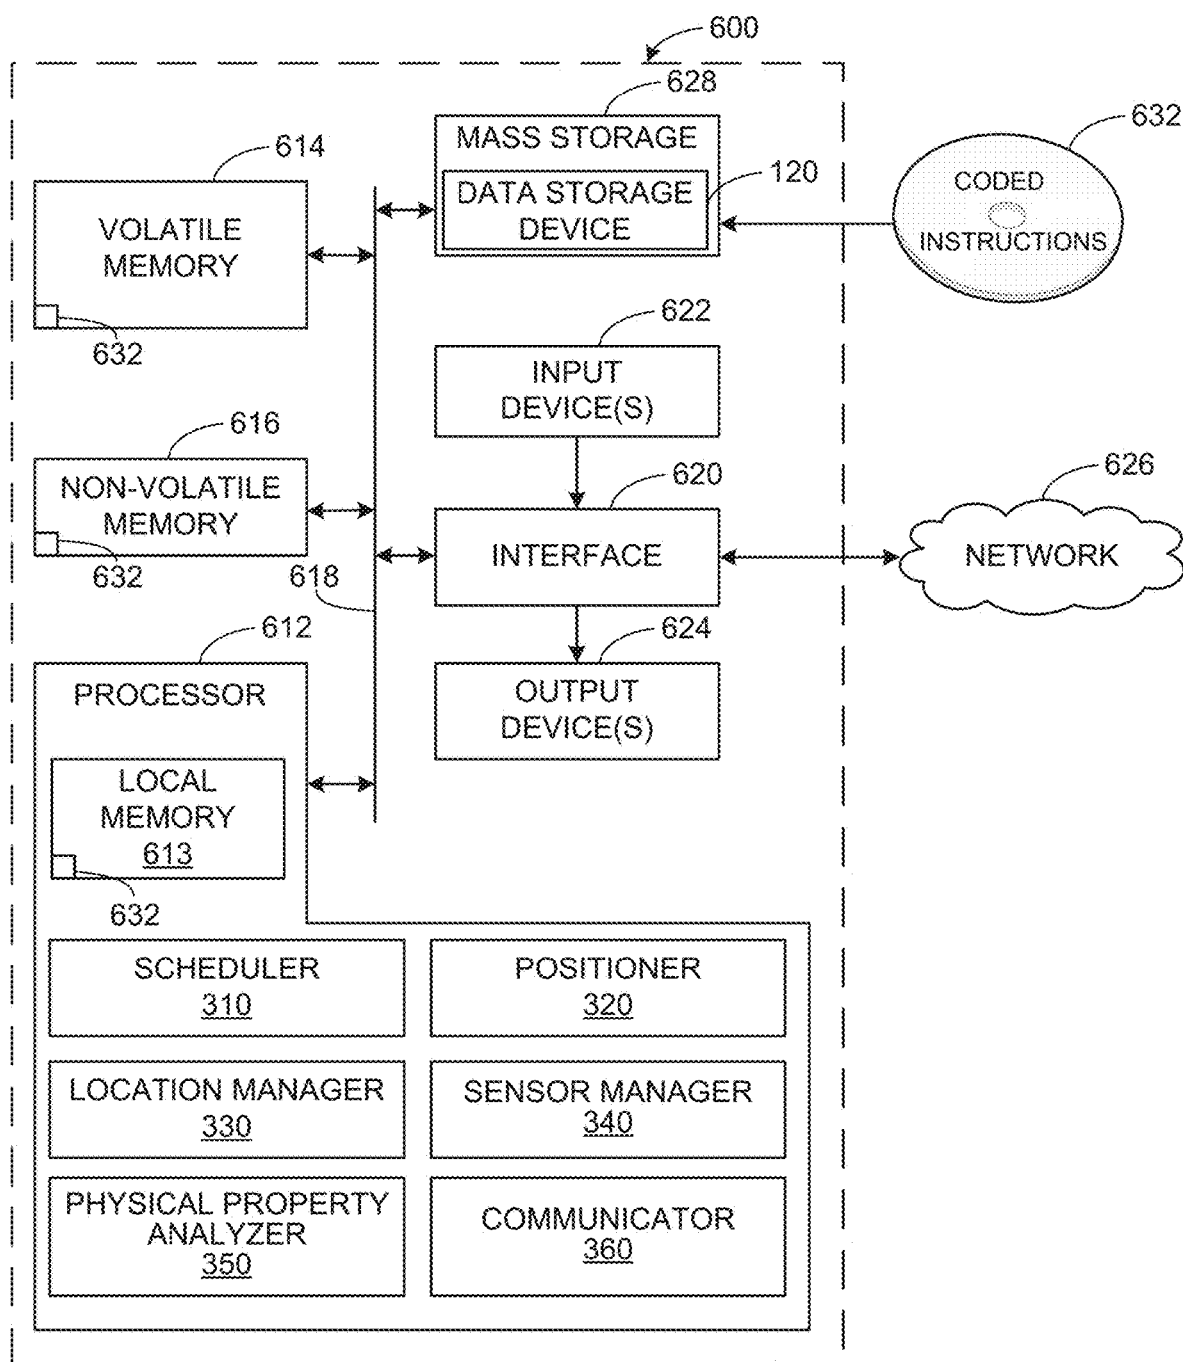 600
628
MASS STORAGE
632
614
120
DATA STORAGE
DEVICE
CODED
INSTRUCTIONS
VOLATILE
MEMORY
632
622
INPUT
DEVICE(S)
616
NON-VOLATILE
MEMORY
632
620
INTERFACE
626
NETWORK
618
612
624
OUTPUT
DEVICE(S)
PROCESSOR
LOCAL
MEMORY
613
632
SCHEDULER
310
POSITIONER
320
LOCATION MANAGER
330
SENSOR MANAGER
340
PHYSICAL PROPERTY
ANALYZER
350
COMMUNICATOR
360